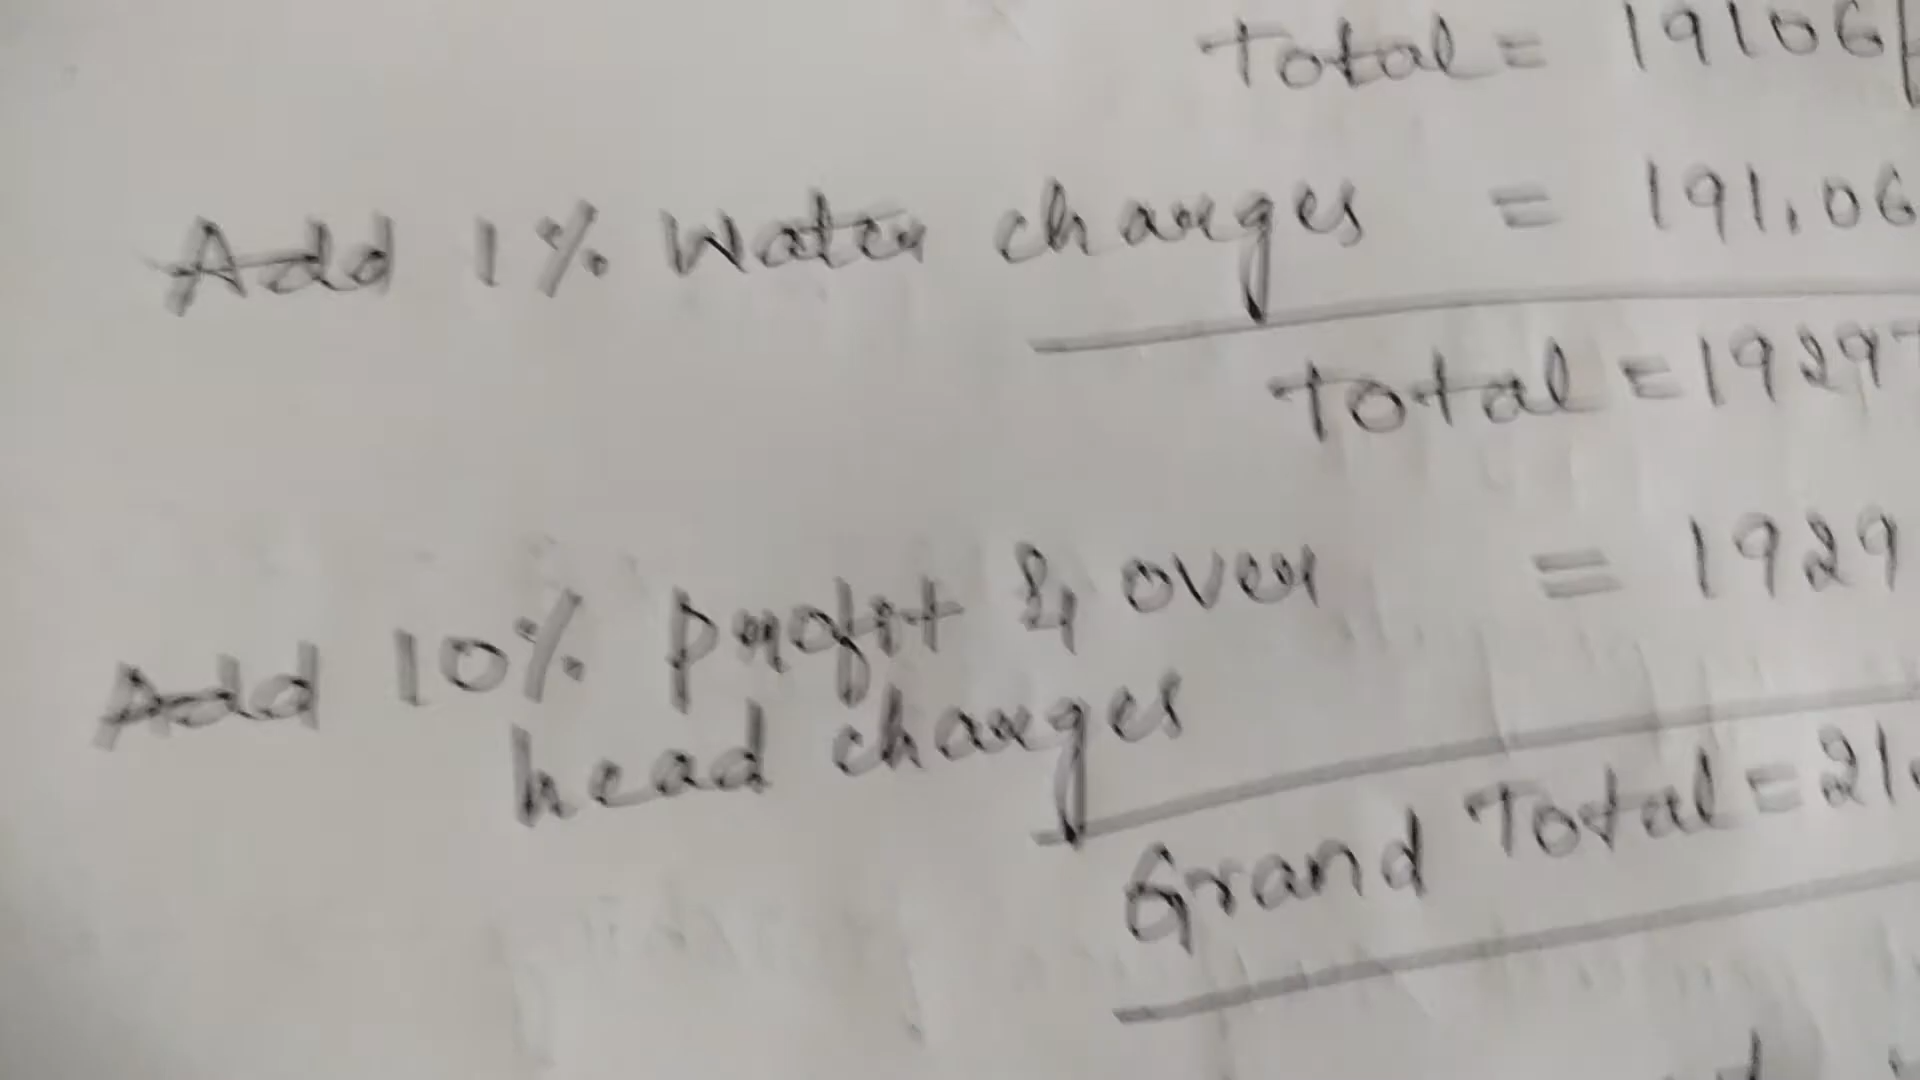 Total = 19106/
Add 1% Water charges = 191.06
Total = 1929
Add 10% profit & over = 1929
head charges
Grand Total = 21